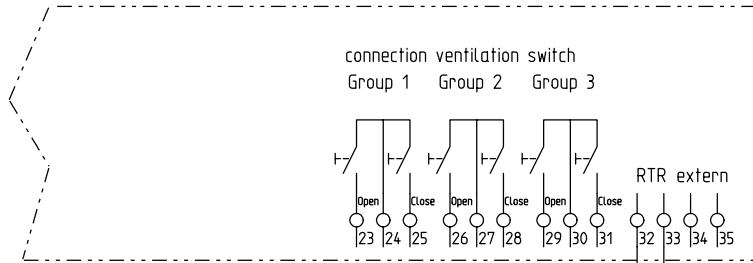 connection ventilation switch
Group 1 Group 2 Group 3
RTR extern
Open Close Open Close Open Close
23 24 25 26 27 28 29 30 31 32 33 34 35